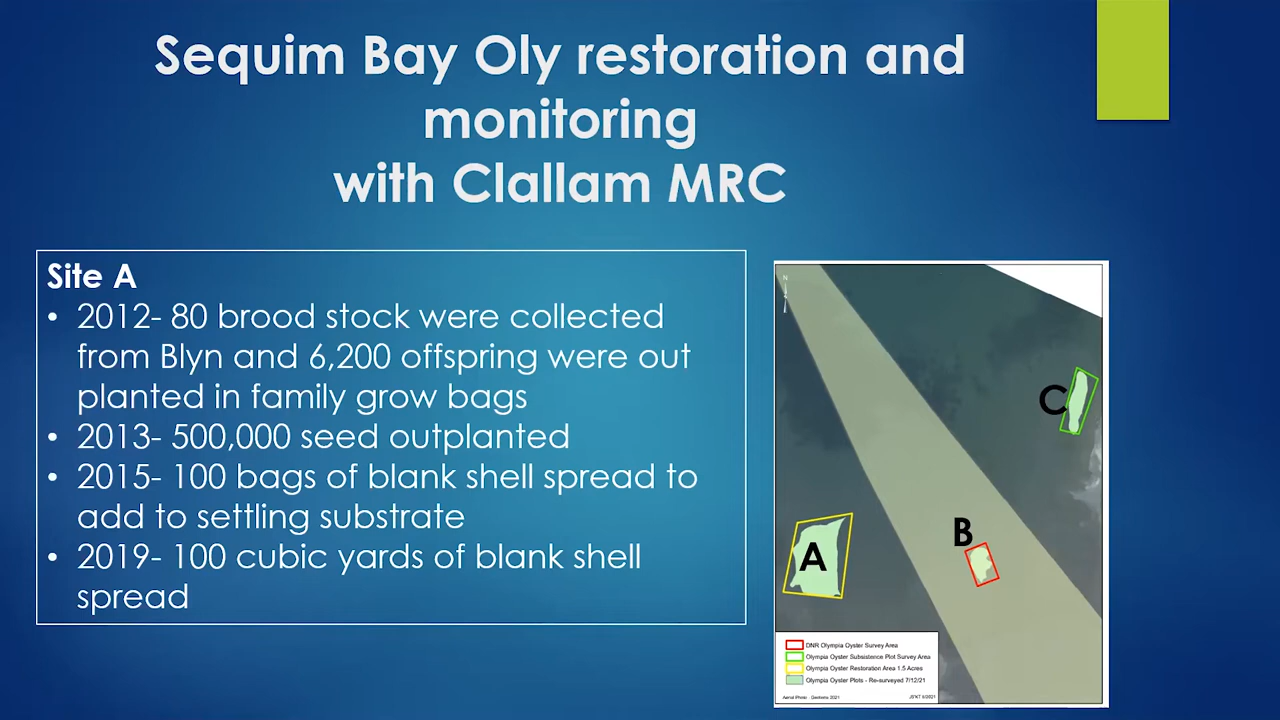 Sequim Bay Oly restoration and
monitoring
with Clallam MRC
Site A
• 2012- 80 brood stock were collected
from Blyn and 6,200 offspring were out
planted in family grow bags
• 2013- 500,000 seed outplanted
• 2015- 100 bags of blank shell spread to
add to settling substrate
• 2019- 100 cubic yards of blank shell
spread
N
C
B
A
DNR Olympia Oyster Survey Area
Olympia Oyster Subsistence Plot Survey Area
Olympia Oyster Restoration Area 1.5 Acres
Olympia Oyster Plots - Re-surveyed 7/12/21